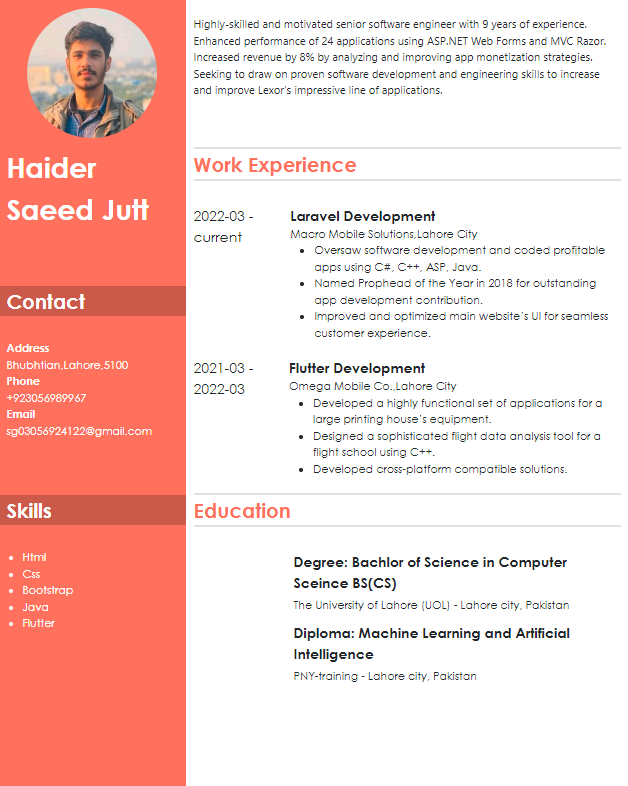 Haider
Saeed Jutt
Contact
Address
Bhubhtian,Lahore,5100
Phone
+923056989967
Email
sg03056924122@gmail.com
Skills
Html
Css
Bootstrap
Java
Flutter
Highly-skilled and motivated senior software engineer with 9 years of experience.
Enhanced performance of 24 applications using ASP.NET Web Forms and MVC Razor.
Increased revenue by 8% by analyzing and improving app monetization strategies.
Seeking to draw on proven software development and engineering skills to increase
and improve Lexor's impressive line of applications.
Work Experience
2022-03 -
current
Laravel Development
Macro Mobile Solutions,Lahore City
Oversaw software development and coded profitable
apps using C#, C++, ASP, Java.
Named Prophead of the Year in 2018 for outstanding
app development contribution.
Improved and optimized main website's UI for seamless
customer experience.
2021-03 -
2022-03
Flutter Development
Omega Mobile Co.,Lahore City
Developed a highly functional set of applications for a
large printing house's equipment.
Designed a sophisticated flight data analysis tool for a
flight school using C++.
Developed cross-platform compatible solutions.
Education
Degree: Bachlor of Science in Computer
Sceince BS(CS)
The University of Lahore (UOL) - Lahore city, Pakistan
Diploma: Machine Learning and Artificial
Intelligence
PNY-training - Lahore city, Pakistan